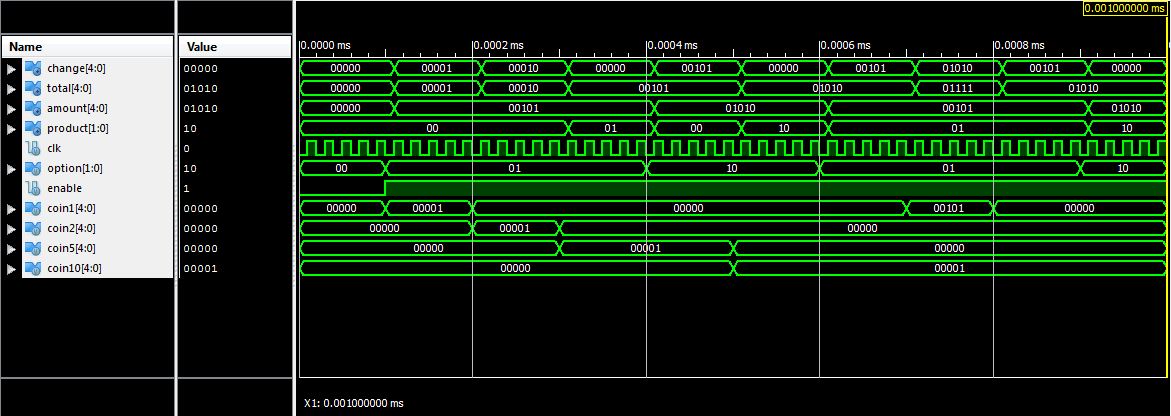 0.001000000 ms
Name Value 0.0000 ms 0.0002 ms 0.0004 ms 0.0006 ms 0.0008 ms
change[4:0] 00000 00000 00001 00010 00000 00101 00000 00101 01010 00101 00000
total[4:0] 01010 00000 00001 00010 00101 01010 01111 01010
amount[4:0] 01010 00000 00101 01010 00101 01010
product[1:0] 10 00 01 00 10 01 10
clk 0
option[1:0] 10 00 01 10 01 10
enable 1
coin1[4:0] 00000 00000 00001 00000 00101 00000
coin2[4:0] 00000 00000 00001 00000
coin5[4:0] 00000 00000 00001 00000
coin10[4:0] 00001 00000 00001
X1: 0.001000000 ms